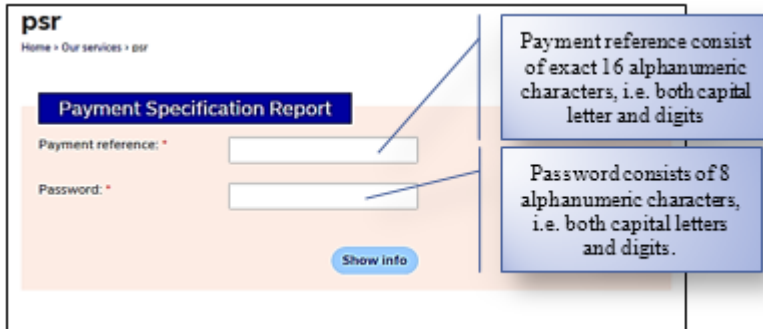 psr
Home > Our services > psr
Payment Specification Report
Payment reference: *
Password: *
Show info
Payment reference consist
of exact 16 alphanumeric
characters, i.e. both capital
letter and digits
Password consists of 8
alphanumeric characters,
i.e. both capital letters
and digits.